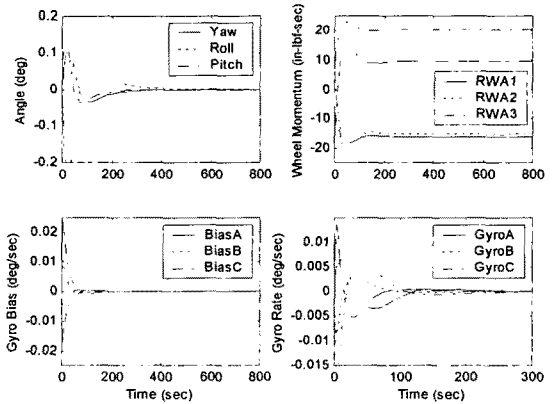 0.2
0.1
0
-0.1
-0.2
0 200 400 600 800
Angle (deg)
Yaw
Roll
Pitch
20
10
0
-10
-20
0 200 400 600 800
Wheel Momentum (in-lbf-sec)
RWA1
RWA2
RWA3
0.02
0.01
0
-0.01
-0.02
0 200 400 600 800
Gyro Bias (deg/sec)
Time (sec)
BiasA
BiasB
BiasC
0.01
0.005
0
-0.005
-0.01
-0.015
0 100 200 300
Gyro Rate (deg/sec)
Time (sec)
GyroA
GyroB
GyroC